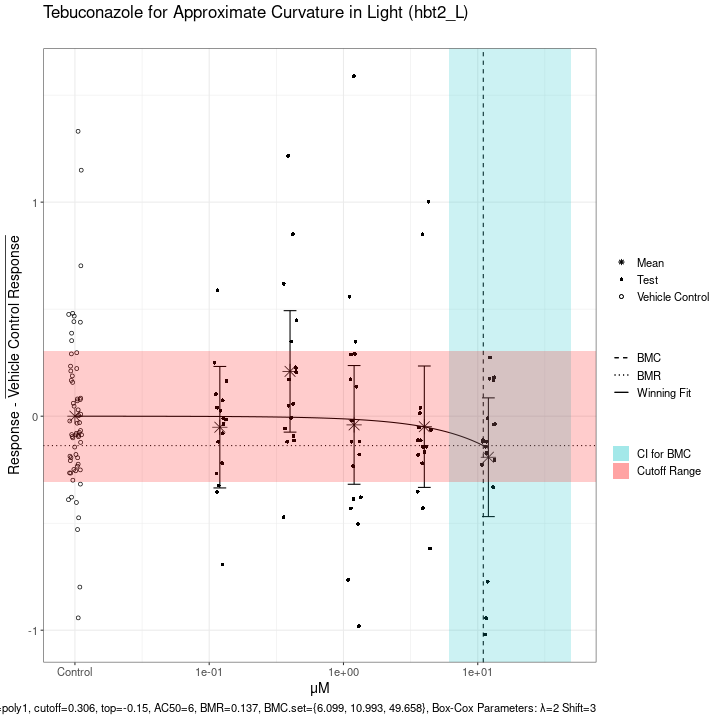 Tebuconazole for Approximate Curvature in Light (hbt2_L)
Response - Vehicle Control Response
1
0
-1
Control
1e-01
1e+00
1e+01
µM
Mean
Test
Vehicle Control
BMC
BMR
Winning Fit
CI for BMC
Cutoff Range
=poly1, cutoff=0.306, top=-0.15, AC50=6, BMR=0.137, BMC.set={6.099, 10.993, 49.658}, Box-Cox Parameters: λ=2 Shift=3